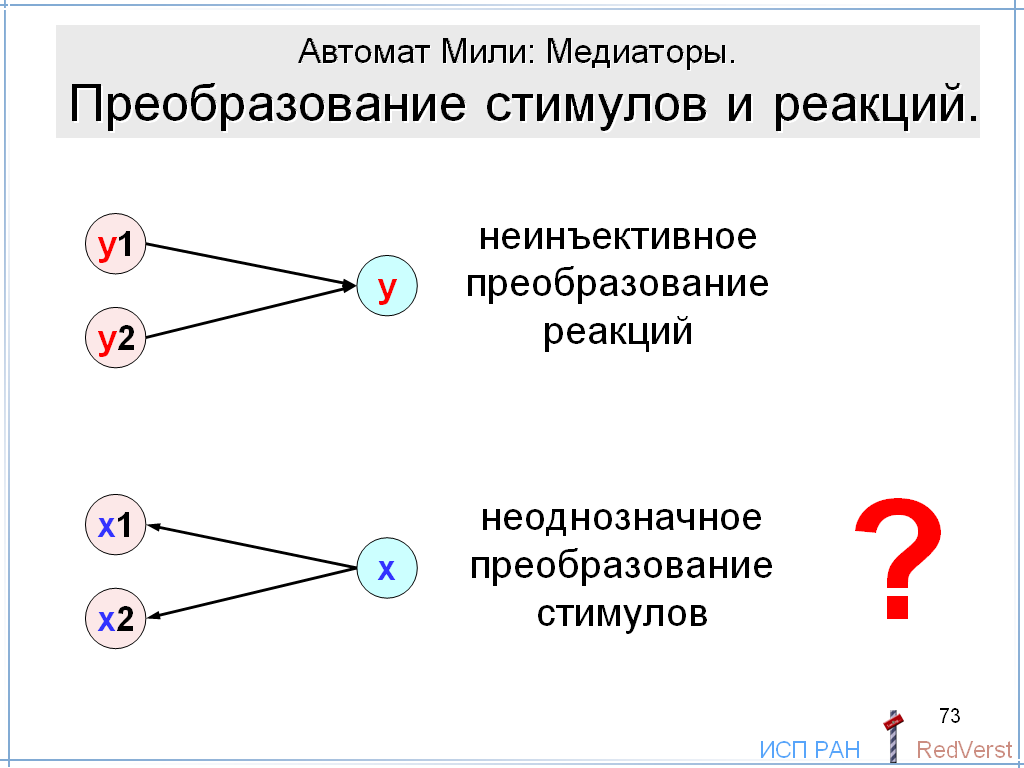 Автомат Мили: Медиаторы.
Преобразование стимулов и реакций.
y1
y2
y
неинъективное
преобразование
реакций
x1
x2
x
неоднозначное
преобразование
стимулов
?
73
ИСП РАН
RedVerst